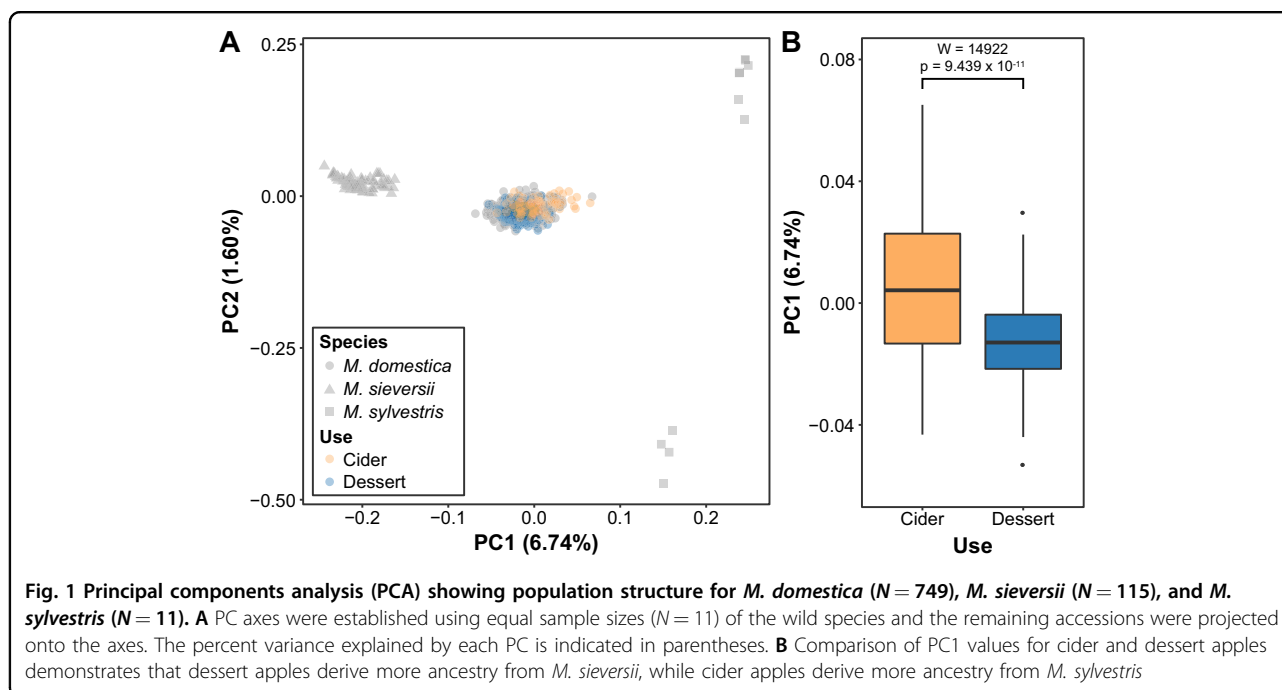 A
0.25
0.00
−0.25
−0.50
PC2 (1.60%)
Species
M. domestica
M. sieversii
M. sylvestris
Use
Cider
Dessert
−0.2 −0.1 0.0 0.1 0.2
PC1 (6.74%)
B
W = 14922
p = 9.439 x 10⁻¹¹
0.08
0.04
0.00
−0.04
PC1 (6.74%)
Cider Dessert
Use
Fig. 1 Principal components analysis (PCA) showing population structure for M. domestica (N = 749), M. sieversii (N = 115), and M.
sylvestris (N = 11). A PC axes were established using equal sample sizes (N = 11) of the wild species and the remaining accessions were projected
onto the axes. The percent variance explained by each PC is indicated in parentheses. B Comparison of PC1 values for cider and dessert apples
demonstrates that dessert apples derive more ancestry from M. sieversii, while cider apples derive more ancestry from M. sylvestris